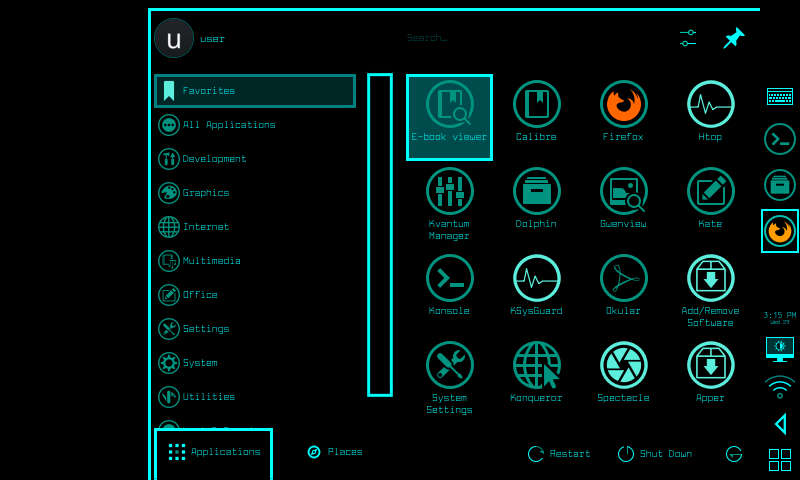 u
user
Search...
Favorites
All Applications
Development
Graphics
Internet
Multimedia
Office
Settings
System
Utilities
E-book viewer
Calibre
Firefox
Htop
Kvantum
Manager
Dolphin
Gwenview
Kate
Konsole
KSysGuard
Okular
Add/Remove
Software
System
Settings
Konqueror
Spectacle
Apper
Applications
Places
Restart
Shut Down
3:15 PM
Wed 29